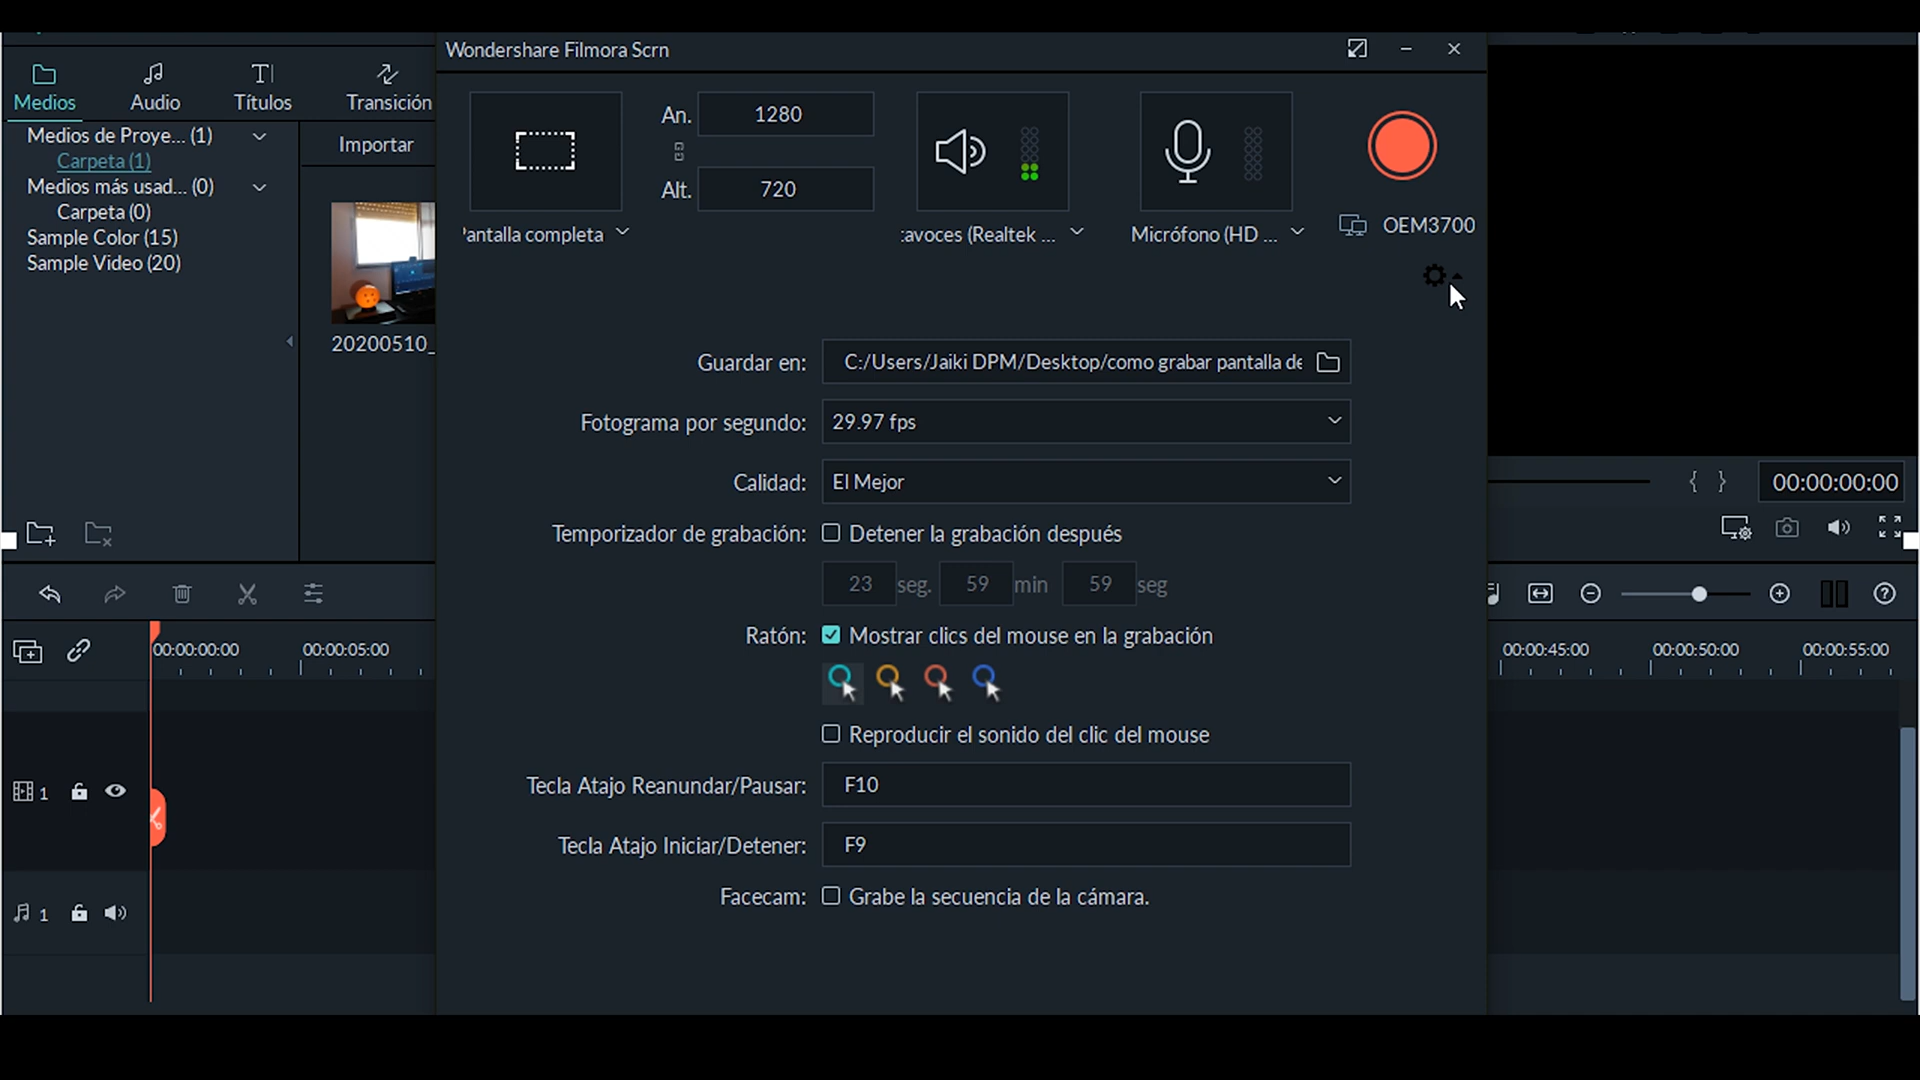 Wondershare Filmora Scrn
Medios
Audio
Títulos
Transición
Medios de Proye... (1)
Carpeta (1)
Medios más usad... (0)
Carpeta (0)
Sample Color (15)
Sample Video (20)
Importar
20200510_
An. 1280
Alt. 720
antalla completa
avoces (Realtek ...
Micrófono (HD ...
OEM3700
Guardar en: C:/Users/Jaiki DPM/Desktop/como grabar pantalla de
Fotograma por segundo: 29.97 fps
Calidad: El Mejor
Temporizador de grabación: Detener la grabación después
23 seg. 59 min 59 seg
Ratón: Mostrar clics del mouse en la grabación
Reproducir el sonido del clic del mouse
Tecla Atajo Reanundar/Pausar: F10
Tecla Atajo Iniciar/Detener: F9
Facecam: Grabe la secuencia de la cámara.
{ } 00:00:00:00
00:00:00:00 00:00:05:00
00:00:45:00 00:00:50:00 00:00:55:00
1
1